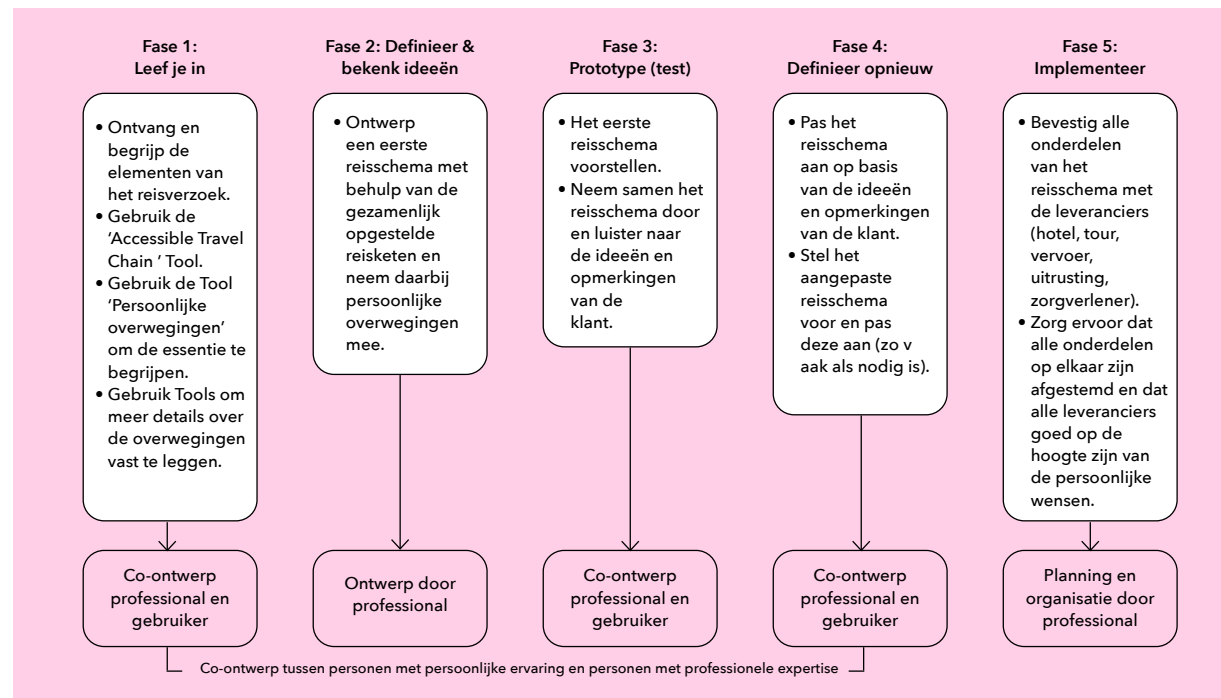 Fase 1:
Leef je in
• Ontvang en
begrijp de
elementen van
het reisverzoek.
• Gebruik de
'Accessible Travel
Chain ' Tool.
• Gebruik de Tool
'Persoonlijke
overwegingen'
om de essentie te
begrijpen.
• Gebruik Tools om
meer details over
de overwegingen
vast te leggen.
Co-ontwerp
professional en
gebruiker
Fase 2: Definieer &
bekenk ideeën
• Ontwerp
een eerste
reisschema met
behulp van de
gezamenlijk
opgestelde
reisketen en
neem daarbij
persoonlijke
overwegingen
mee.
Ontwerp door
professional
Fase 3:
Prototype (test)
• Het eerste
reisschema
voorstellen.
• Neem samen het
reisschema door
en luister naar
de ideeën en
opmerkingen
van de
klant.
Co-ontwerp
professional en
gebruiker
Fase 4:
Definieer opnieuw
• Pas het
reisschema
aan op basis
van de ideeën
en opmerkingen
van de klant.
• Stel het
aangepaste
reisschema
voor en pas
deze aan (zo v
aak als nodig is).
Co-ontwerp
professional en
gebruiker
Fase 5:
Implementeer
• Bevestig alle
onderdelen
van het
reisschema met
de leveranciers
(hotel, tour,
vervoer,
uitrusting,
zorgverlener).
• Zorg ervoor dat
alle onderdelen
op elkaar zijn
afgestemd en dat
alle leveranciers
goed op de
hoogte zijn van
de persoonlijke
wensen.
Planning en
organisatie door
professional
Co-ontwerp tussen personen met persoonlijke ervaring en personen met professionele expertise